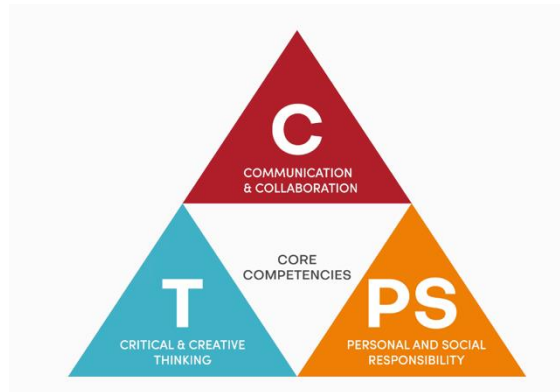 C
COMMUNICATION
& COLLABORATION
CORE
COMPETENCIES
T
CRITICAL & CREATIVE
THINKING
PS
PERSONAL AND SOCIAL
RESPONSIBILITY